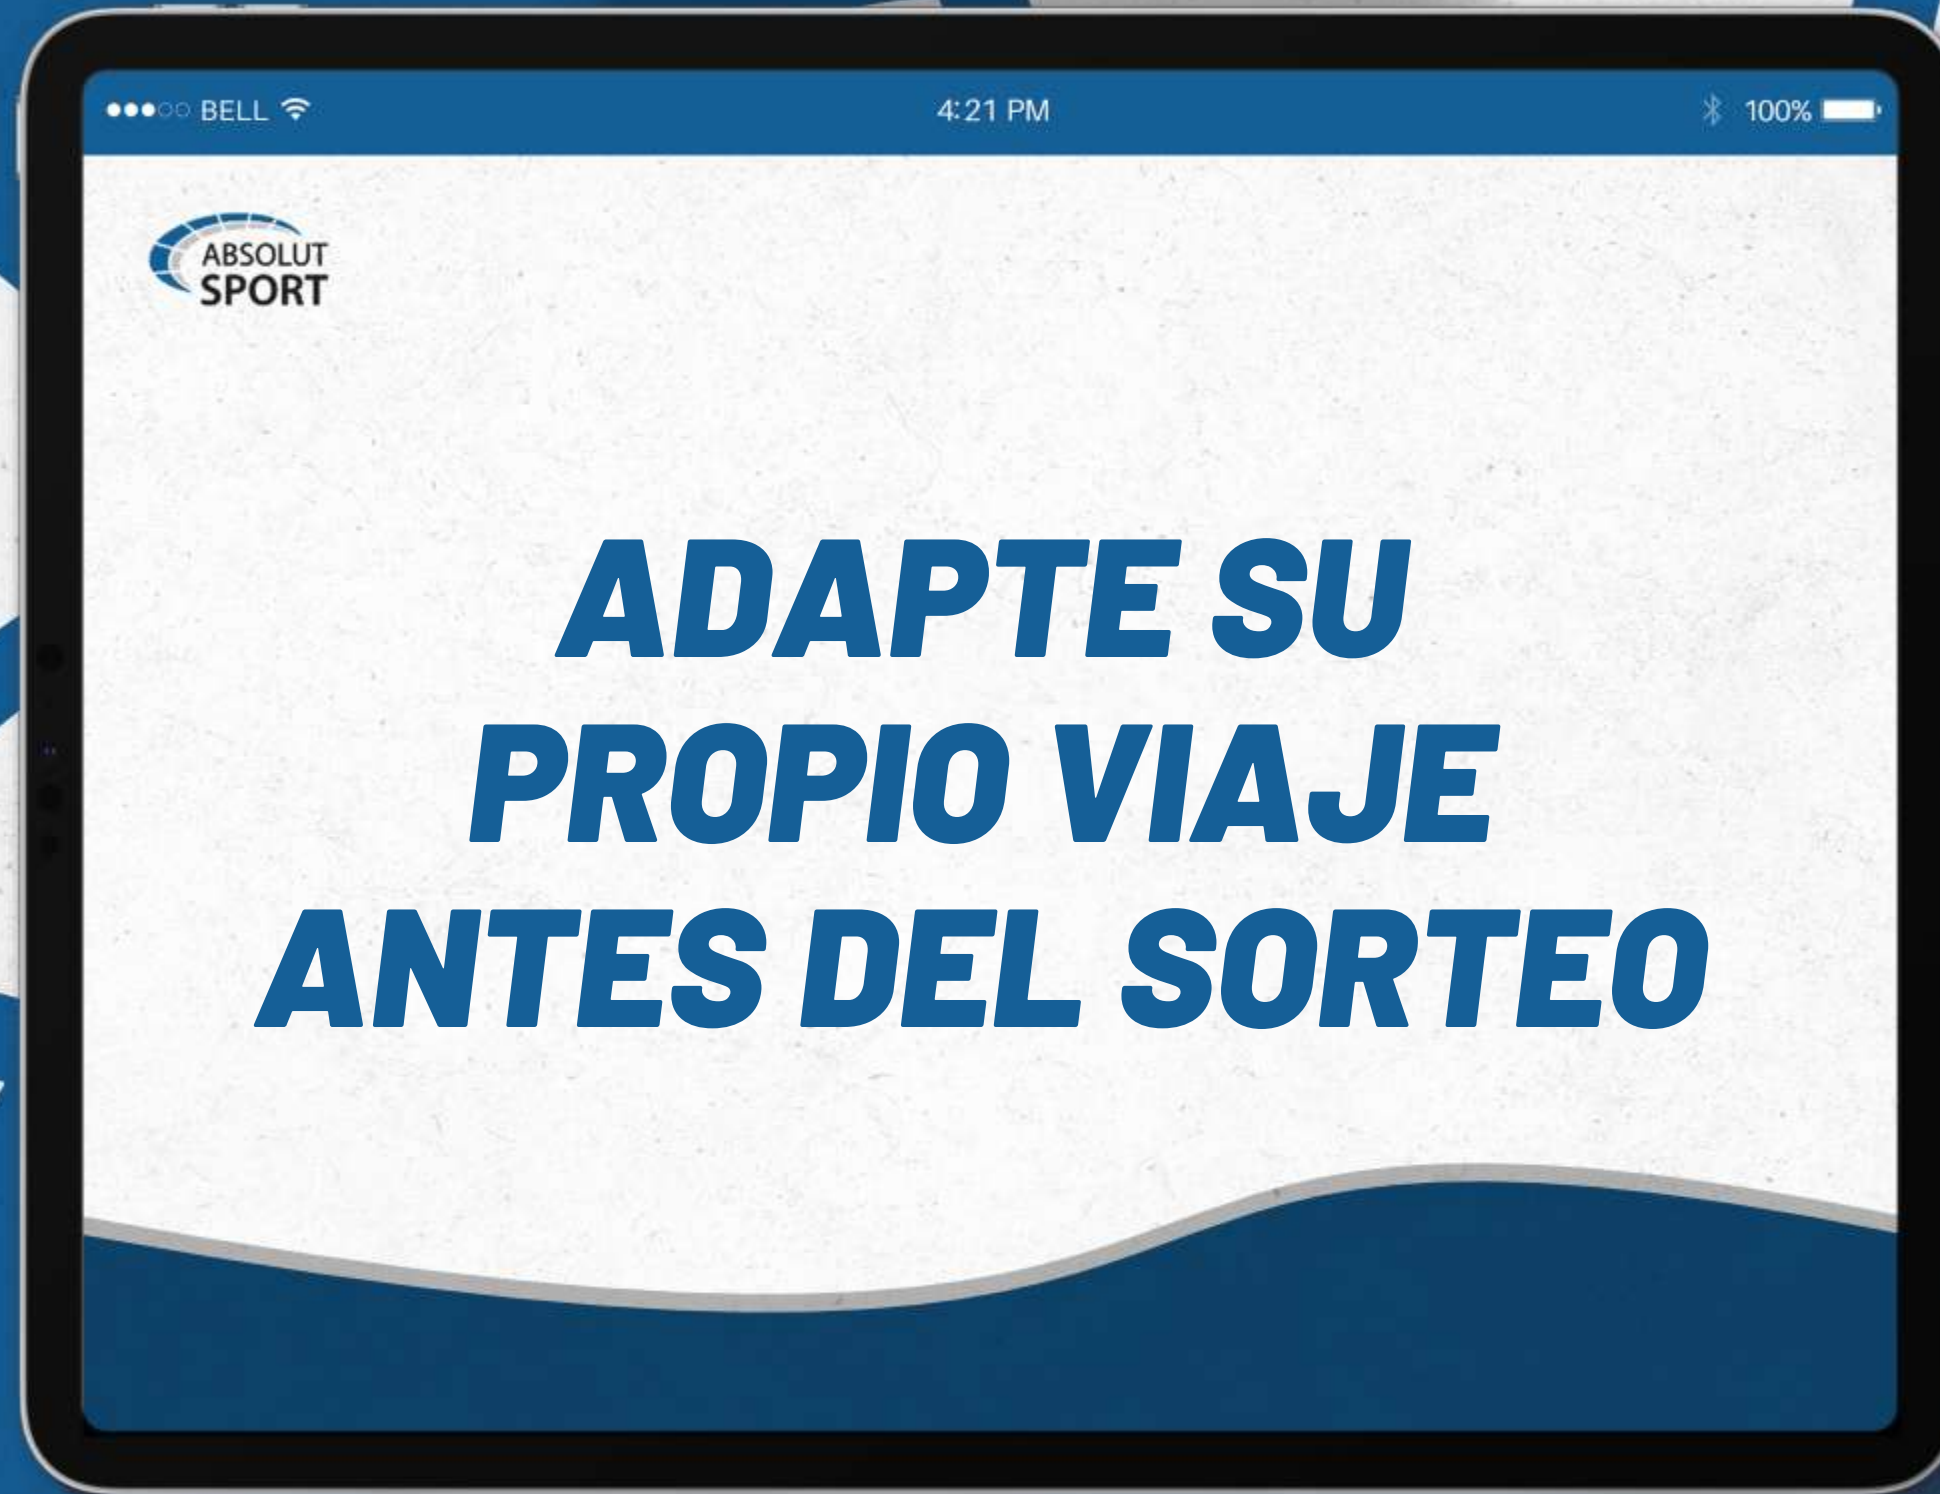 BELL
4:21 PM
100%
ABSOLUT
SPORT
ADAPTE SU
PROPIO VIAJE
ANTES DEL SORTEO